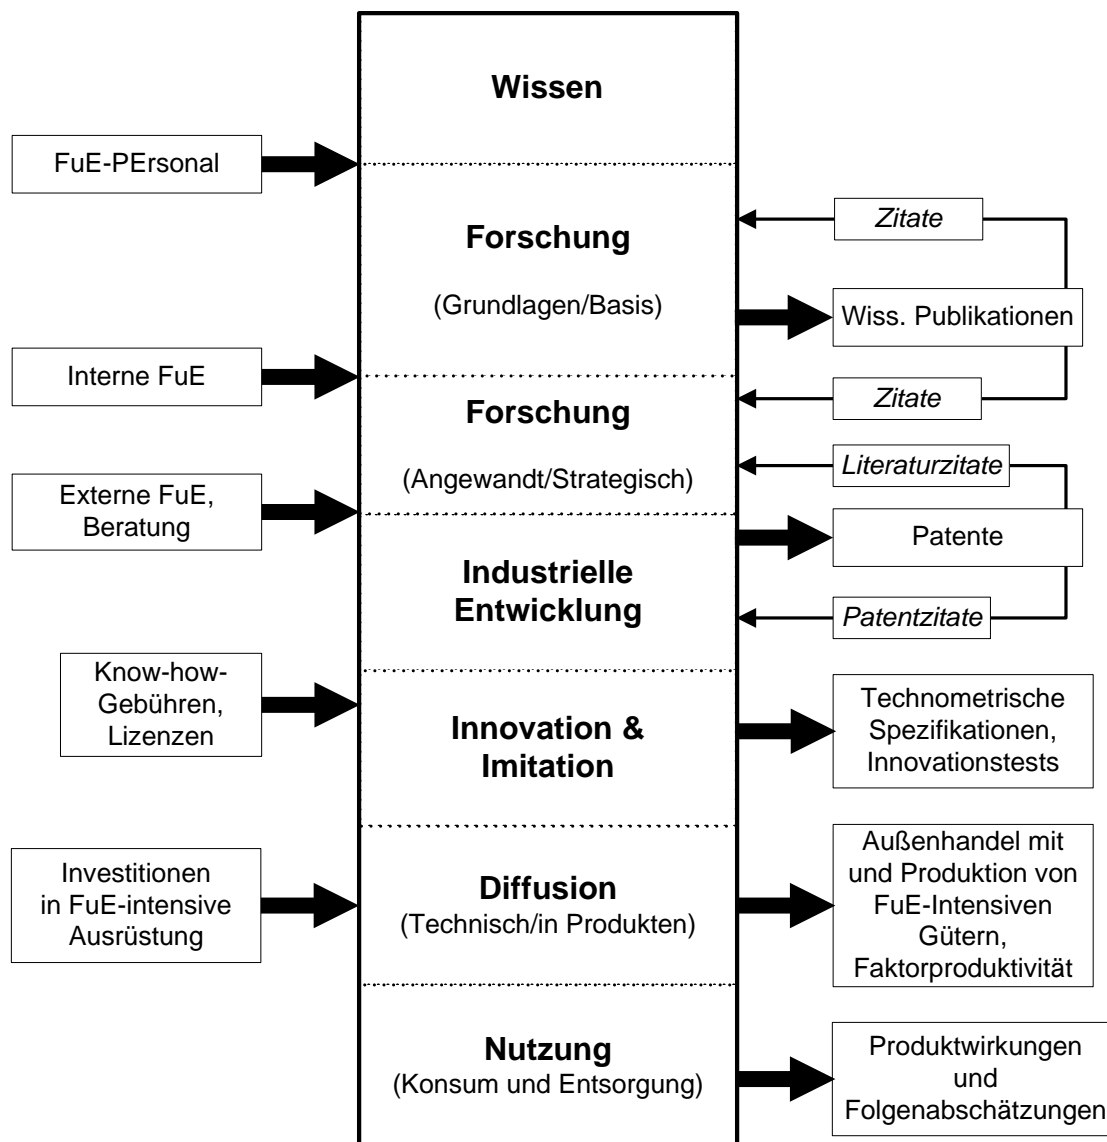 Wissen
FuE-PErsonal
Forschung
(Grundlagen/Basis)
Zitate
Wiss. Publikationen
Interne FuE
Zitate
Forschung
(Angewandt/Strategisch)
Literaturzitate
Externe FuE,
Beratung
Patente
Industrielle
Entwicklung
Patentzitate
Know-how-
Gebühren,
Lizenzen
Innovation &
Imitation
Technometrische
Spezifikationen,
Innovationstests
Investitionen
in FuE-intensive
Ausrüstung
Diffusion
(Technisch/in Produkten)
Außenhandel mit
und Produktion von
FuE-Intensiven
Gütern,
Faktorproduktivität
Nutzung
(Konsum und Entsorgung)
Produktwirkungen
und
Folgenabschätzungen